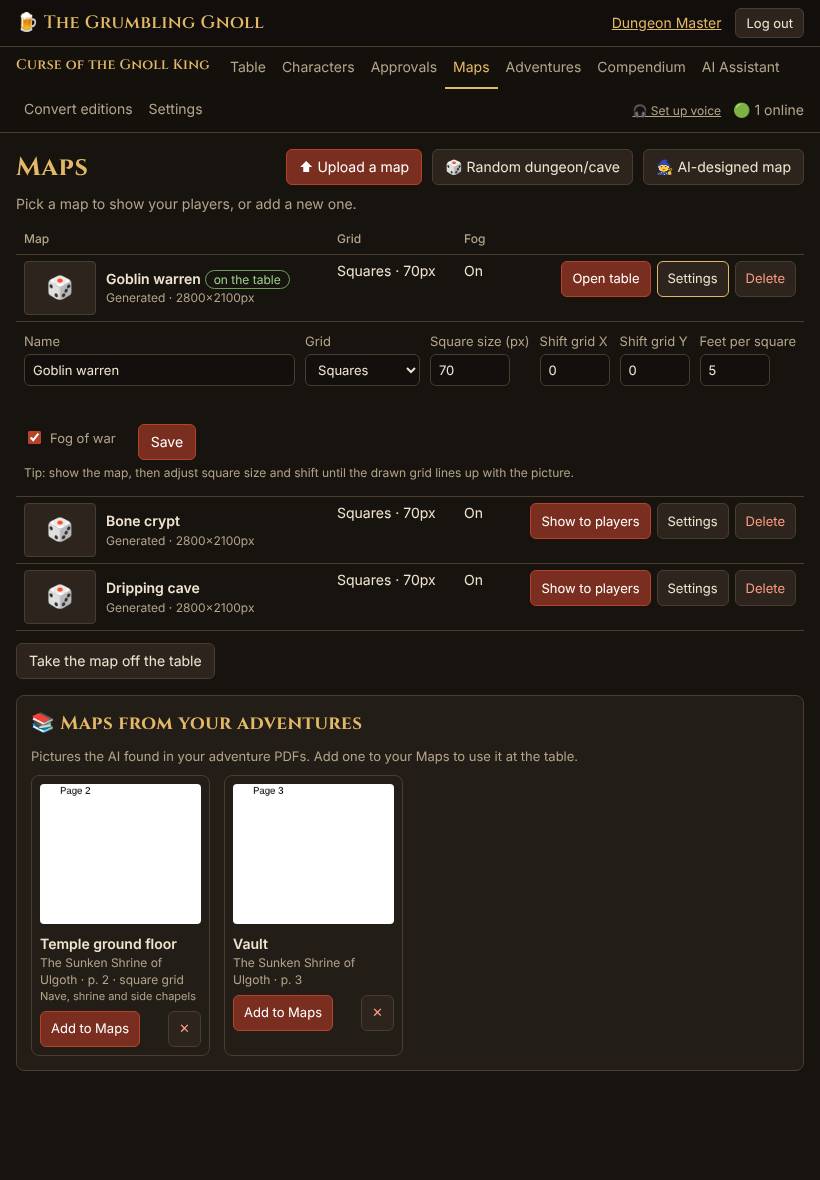 The Grumbling Gnoll
Dungeon Master
Log out
Curse of the Gnoll King
Table
Characters
Approvals
Maps
Adventures
Compendium
AI Assistant
Convert editions
Settings
Set up voice
1 online
Maps
Upload a map
Random dungeon/cave
AI-designed map
Pick a map to show your players, or add a new one.
Map
Grid
Fog
Goblin warren on the table
Generated · 2800×2100px
Squares · 70px
On
Open table
Settings
Delete
Name
Grid
Square size (px)
Shift grid X
Shift grid Y
Feet per square
Goblin warren
Squares
70
0
0
5
Fog of war
Save
Tip: show the map, then adjust square size and shift until the drawn grid lines up with the picture.
Bone crypt
Generated · 2800×2100px
Squares · 70px
On
Show to players
Settings
Delete
Dripping cave
Generated · 2800×2100px
Squares · 70px
On
Show to players
Settings
Delete
Take the map off the table
Maps from your adventures
Pictures the AI found in your adventure PDFs. Add one to your Maps to use it at the table.
Page 2
Temple ground floor
The Sunken Shrine of
Ulgoth · p. 2 · square grid
Nave, shrine and side chapels
Add to Maps
×
Page 3
Vault
The Sunken Shrine of
Ulgoth · p. 3
Add to Maps
×